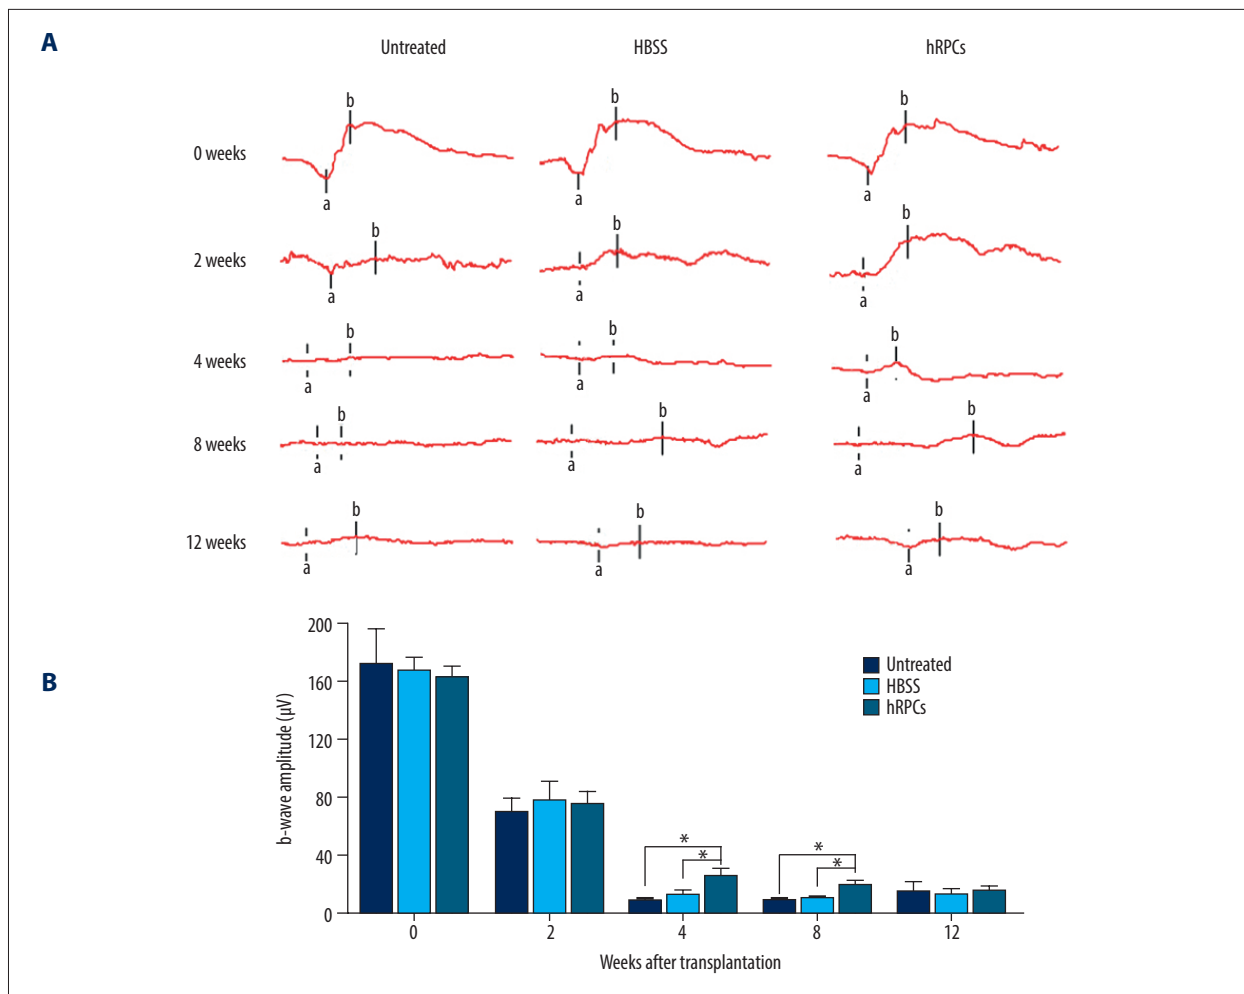 A
Untreated HBSS hRPCs
0 weeks
b b b
a a a
2 weeks
b b b
a a a
4 weeks
b b b
a a a
8 weeks
b b b
a a a
12 weeks
b b b
a a a
B
b-wave amplitude (µV)
200
160
120
80
40
0
Untreated
HBSS
hRPCs
* * * *
0 2 4 8 12
Weeks after transplantation